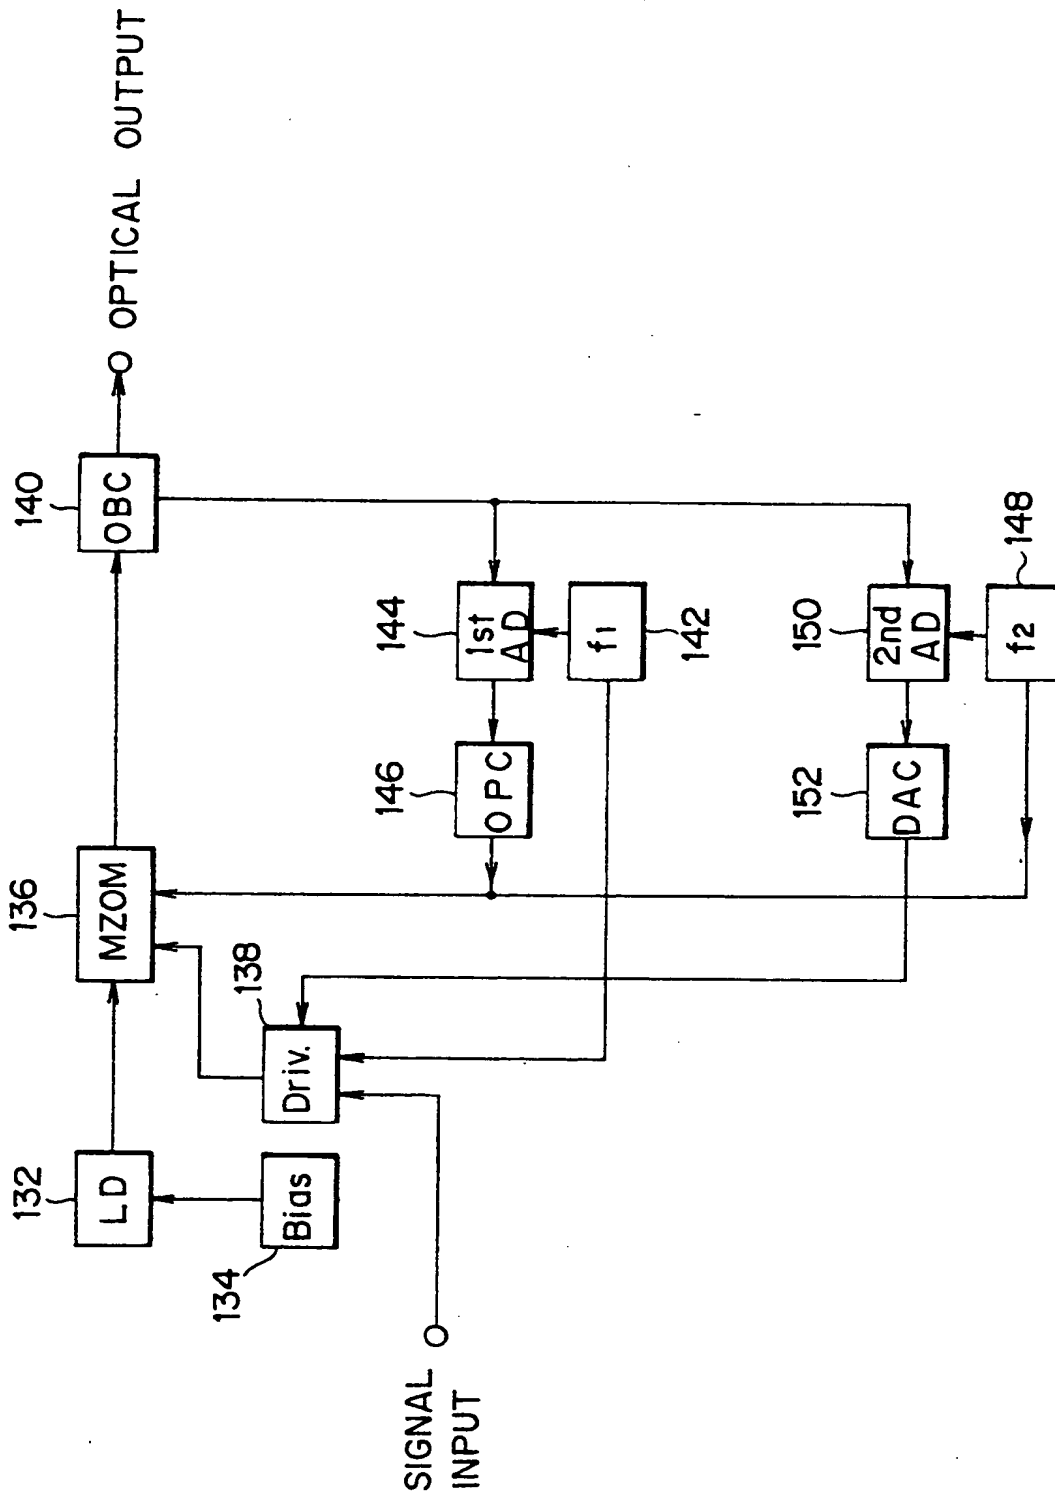 132
LD
136
MZOM
140
OBC
OPTICAL OUTPUT
134
Bias
138
Driv.
146
OPC
144
1st
AD
f1
142
SIGNAL
INPUT
152
DAC
150
2nd
AD
f2
148